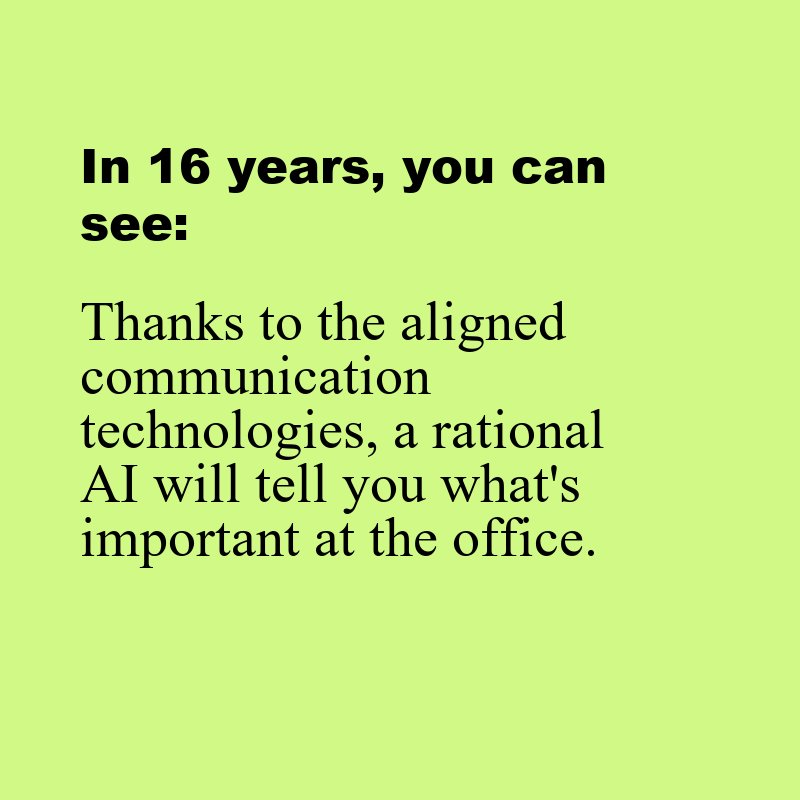 In 16 years, you can
see:
Thanks to the aligned
communication
technologies, a rational
AI will tell you what's
important at the office.